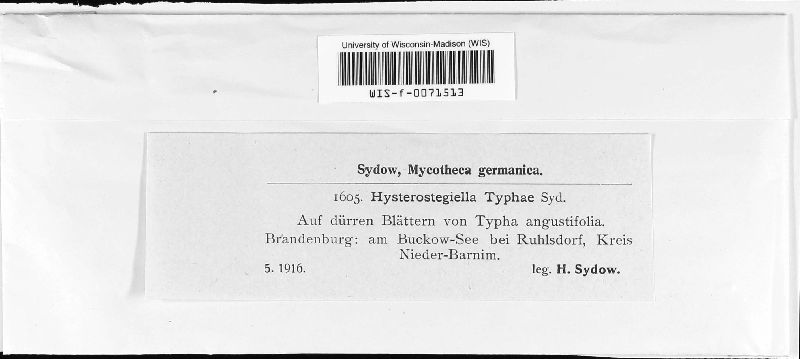 University of Wisconsin-Madison (WIS)
WIS-f-0071513
Sydow, Mycotheca germanica.
1605. Hysterostegiella Typhae Syd.
Auf dürren Blättern von Typha angustifolia.
Brandenburg: am Buckow-See bei Ruhlsdorf, Kreis
Nieder-Barnim.
5. 1916. leg. H. Sydow.